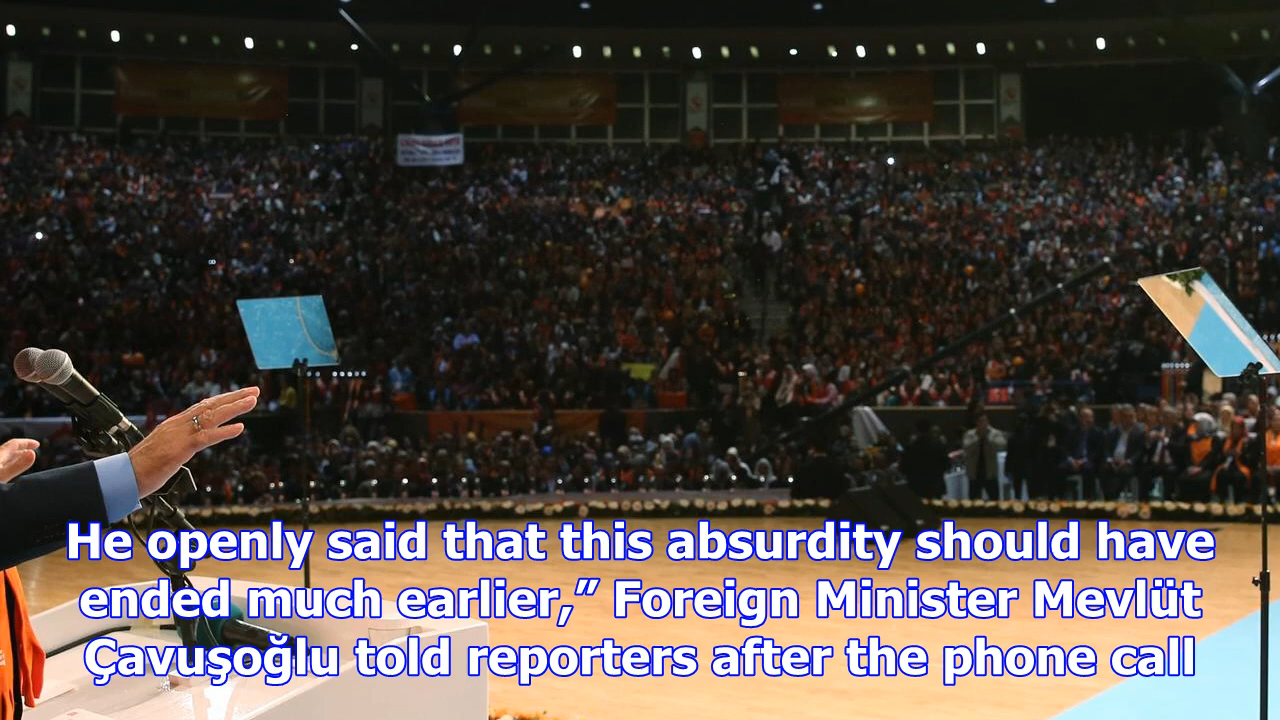 He openly said that this absurdity should have
ended much earlier,” Foreign Minister Mevlüt
Çavuşoğlu told reporters after the phone call